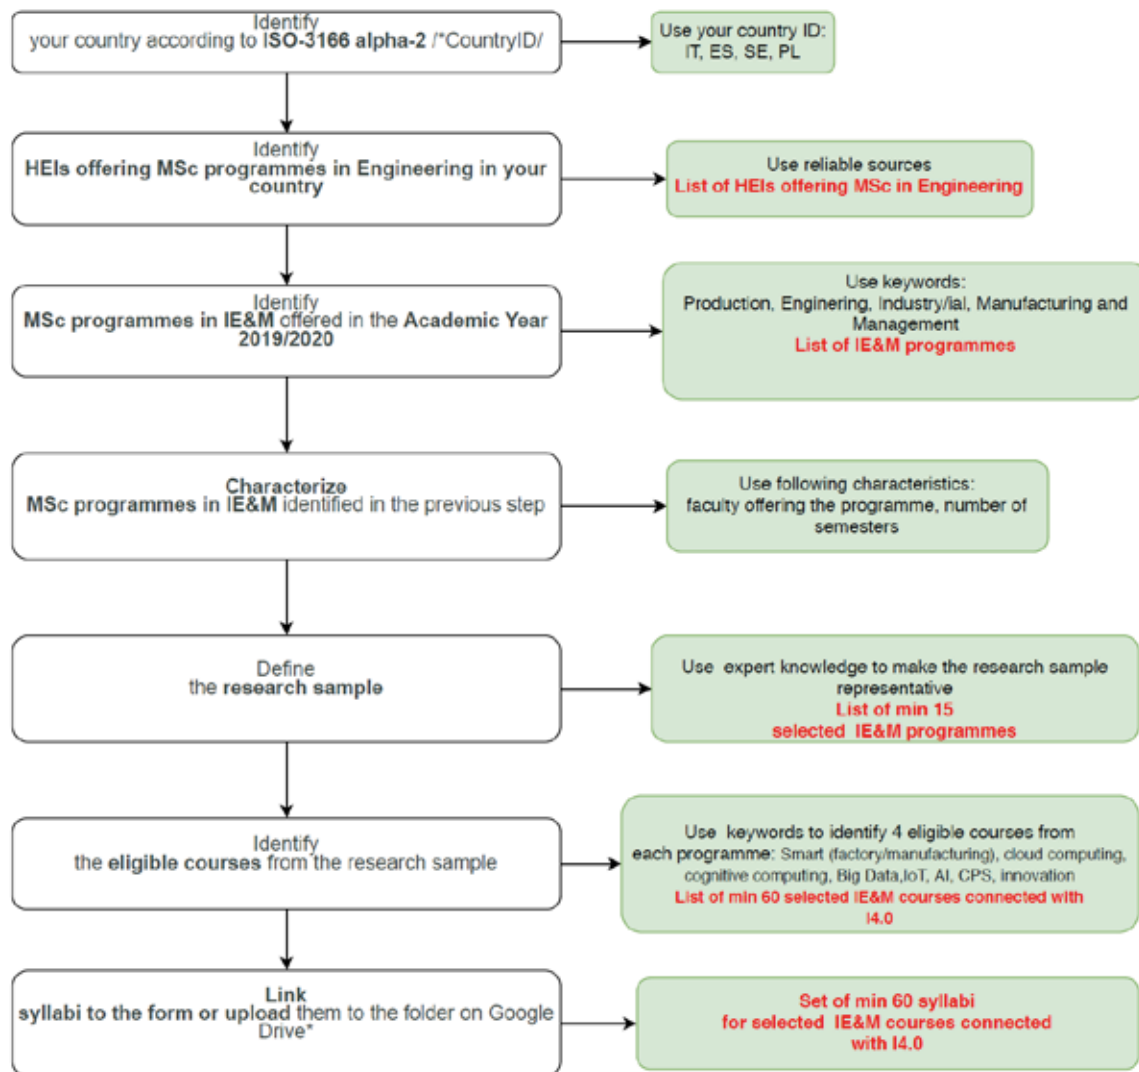 Identify
your country according to ISO-3166 alpha-2 /*CountryID/
Use your country ID:
IT, ES, SE, PL
Identify
HEIs offering MSc programmes in Engineering in your
country
Use reliable sources
List of HEIs offering MSc in Engineering
Identify
MSc programmes in IE&M offered in the Academic Year
2019/2020
Use keywords:
Production, Enginering, Industry/ial, Manufacturing and
Management
List of IE&M programmes
Characterize
MSc programmes in IE&M identified in the previous step
Use following characteristics:
faculty offering the programme, number of
semesters
Define
the research sample
Use expert knowledge to make the research sample
representative
List of min 15
selected IE&M programmes
Identify
the eligible courses from the research sample
Use keywords to identify 4 eligible courses from
each programme: Smart (factory/manufacturing), cloud computing,
cognitive computing, Big Data,IoT, AI, CPS, innovation
List of min 60 selected IE&M courses connected with
I4.0
Link
syllabi to the form or upload them to the folder on Google
Drive*
Set of min 60 syllabi
for selected IE&M courses connected
with I4.0